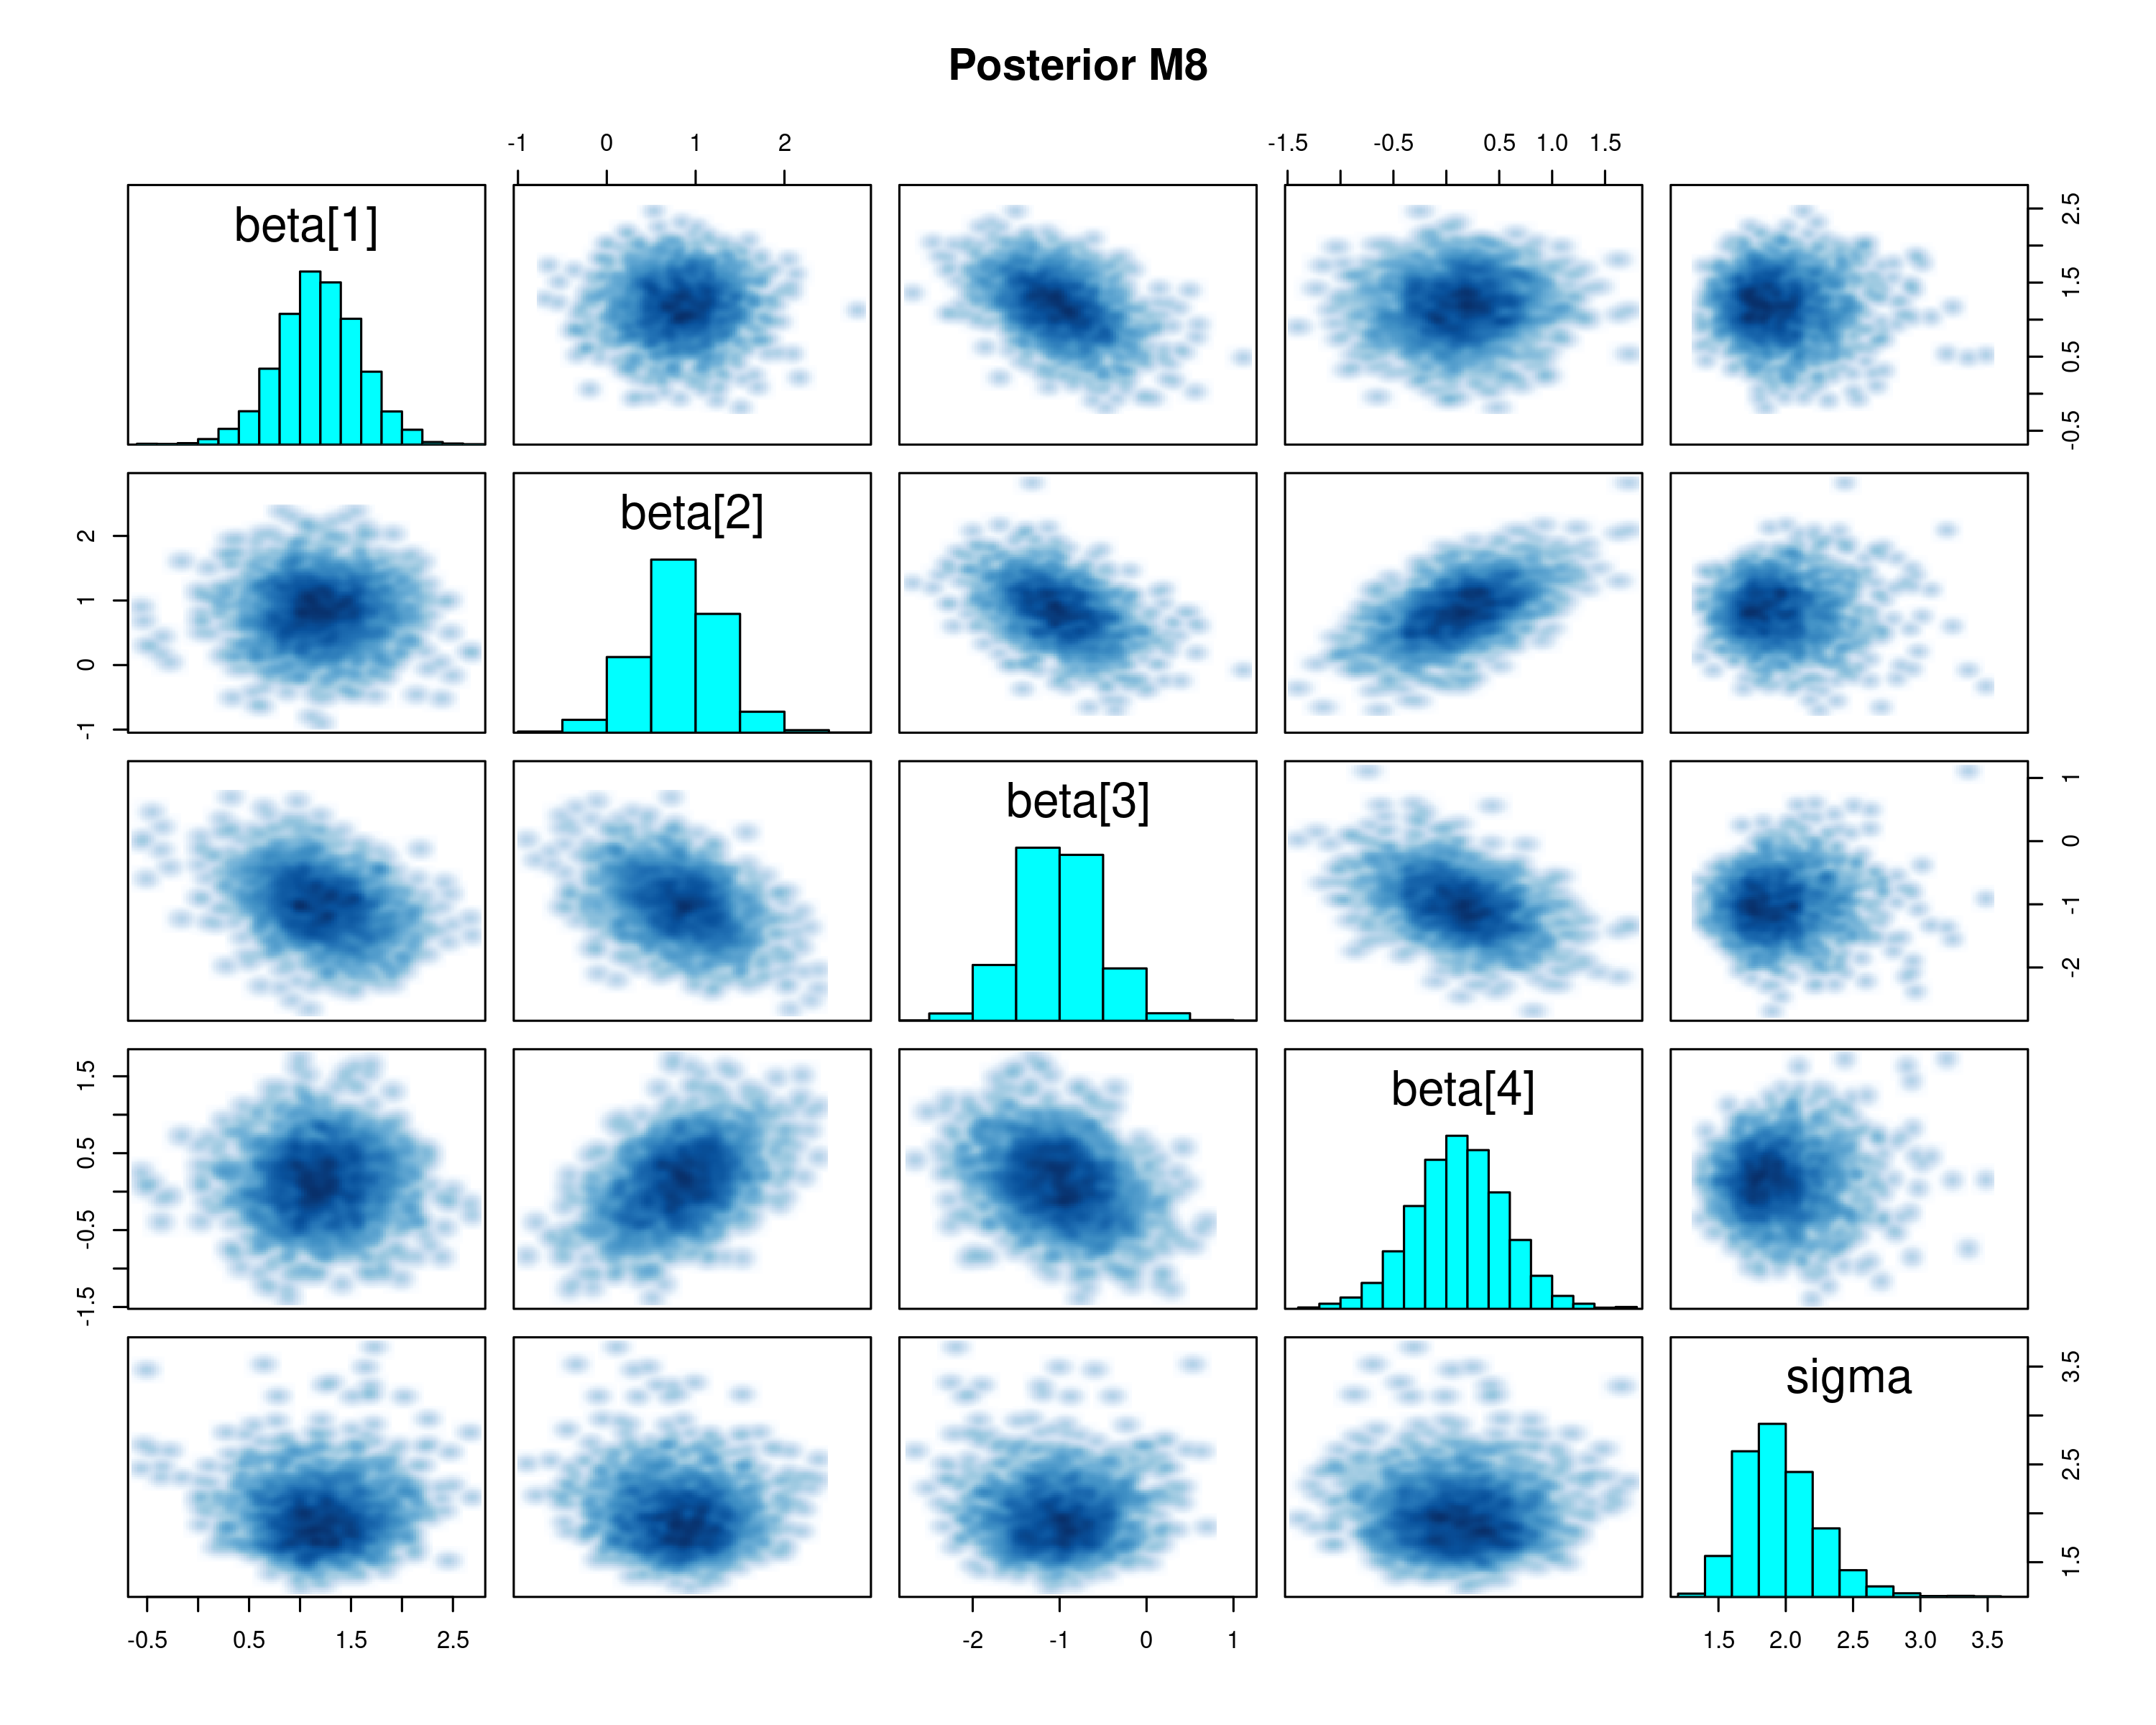 Posterior M8
-1 0 1 2
-1.5 -0.5 0.5 1.0 1.5
beta[1]
-0.5 0.5 1.5 2.5
beta[2]
-1 0 1 2
beta[3]
-2 -1 0 1
beta[4]
-1.5 -0.5 0.5 1.5
sigma
1.5 2.5 3.5
-0.5 0.5 1.5 2.5
-2 -1 0 1
1.5 2.0 2.5 3.0 3.5